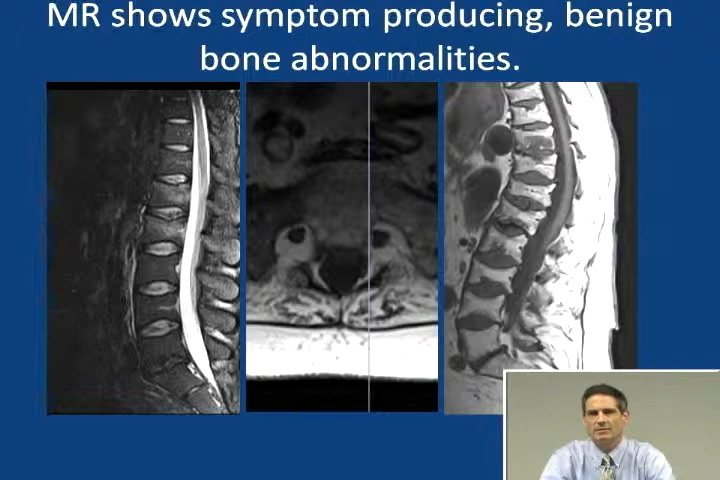 MR shows symptom producing, benign
bone abnormalities.